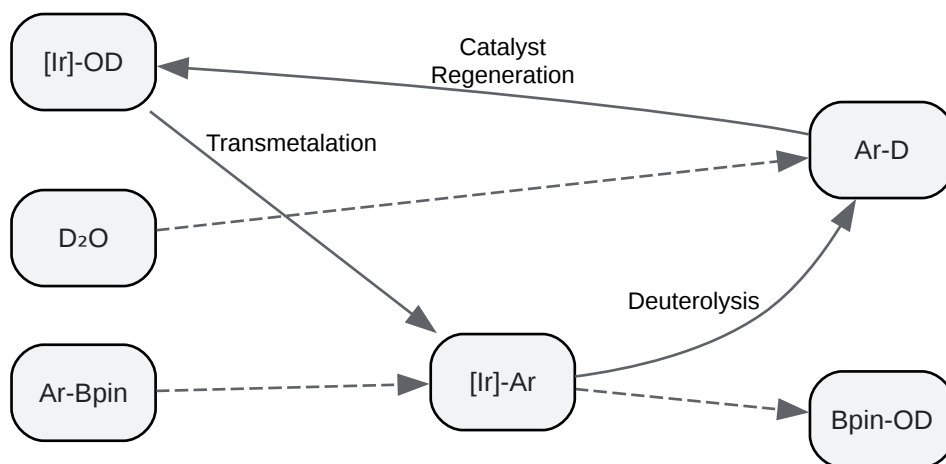 [Ir]-OD
Catalyst
Regeneration
Transmetalation
Ar-D
D₂O
Deuterolysis
Ar-Bpin
[Ir]-Ar
Bpin-OD